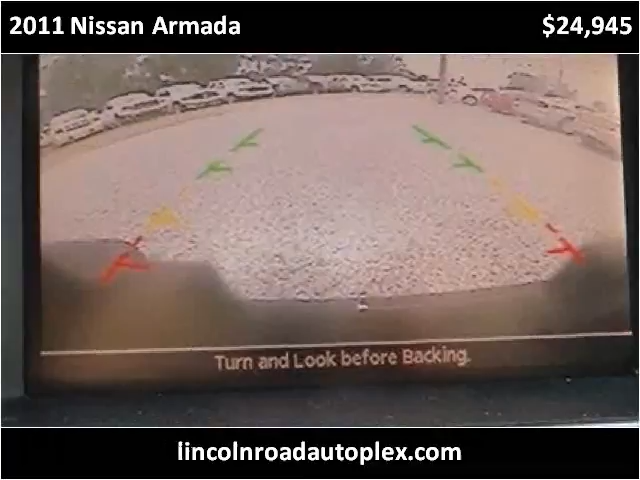 2011 Nissan Armada $24,945
Turn and Look before Backing.
lincolnroadautoplex.com